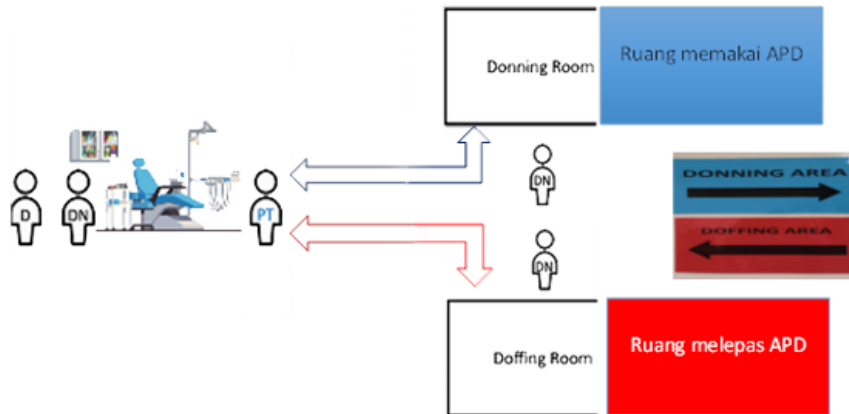 Donning Room
Ruang memakai APD
D
DN
PT
DN
DN
DONNING AREA
DOFFING AREA
Doffing Room
Ruang melepas APD